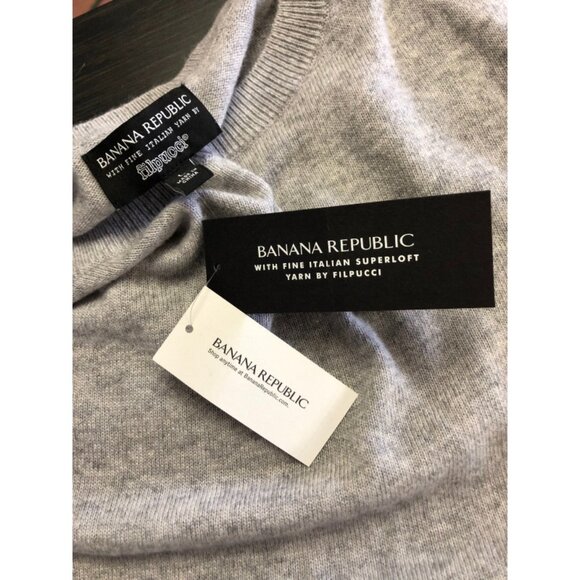 BANANA REPUBLIC
WITH FINE ITALIAN YARN BY
filpucci®
BANANA REPUBLIC
WITH FINE ITALIAN SUPERLOFT
YARN BY FILPUCCI
BANANA REPUBLIC
Shop anytime at BananaRepublic.com.